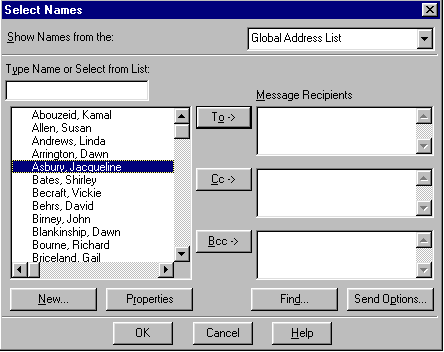 Select Names
Show Names from the:
Global Address List
Type Name or Select from List:
Message Recipients
Abouzeid, Kamal
Allen, Susan
Andrews, Linda
Arrington, Dawn
Asbury, Jacqueline
Bates, Shirley
Becraft, Vickie
Behrs, David
Birney, John
Blankinship, Dawn
Bourne, Richard
Briceland, Gail
To ->
Cc ->
Bcc ->
New...
Properties
Find...
Send Options...
OK
Cancel
Help